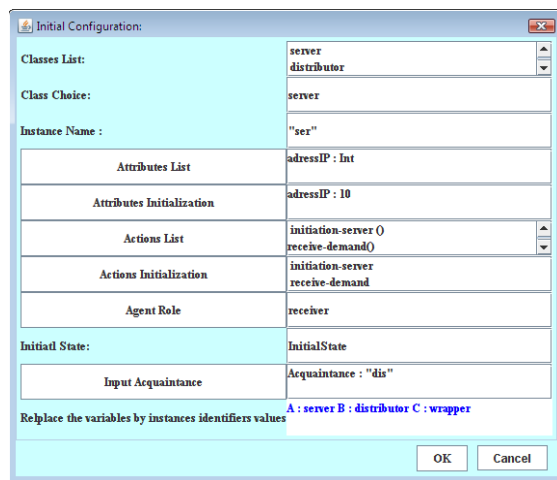 Initial Configuration:
Classes List:
server
distributor
Class Choice:
server
Instance Name :
"ser"
Attributes List
adressIP : Int
Attributes Initialization
adressIP : 10
Actions List
initiation-server ()
receive-demand()
Actions Initialization
initiation-server
receive-demand
Agent Role
receiver
Initiatl State:
InitialState
Input Acquaintance
Acquaintance : "dis"
Relplace the variables by instances identifiers values
A : server B : distributor C : wrapper
OK
Cancel